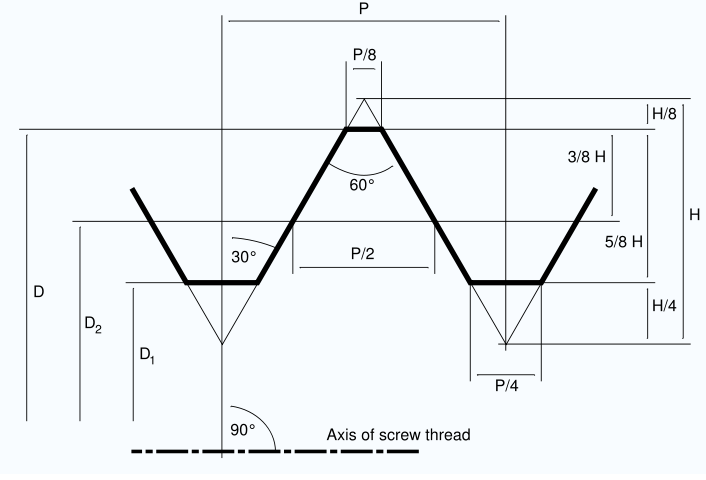 P
P/8
H/8
3/8 H
60°
H
5/8 H
30°
P/2
D
H/4
D2
D1
P/4
90°
Axis of screw thread